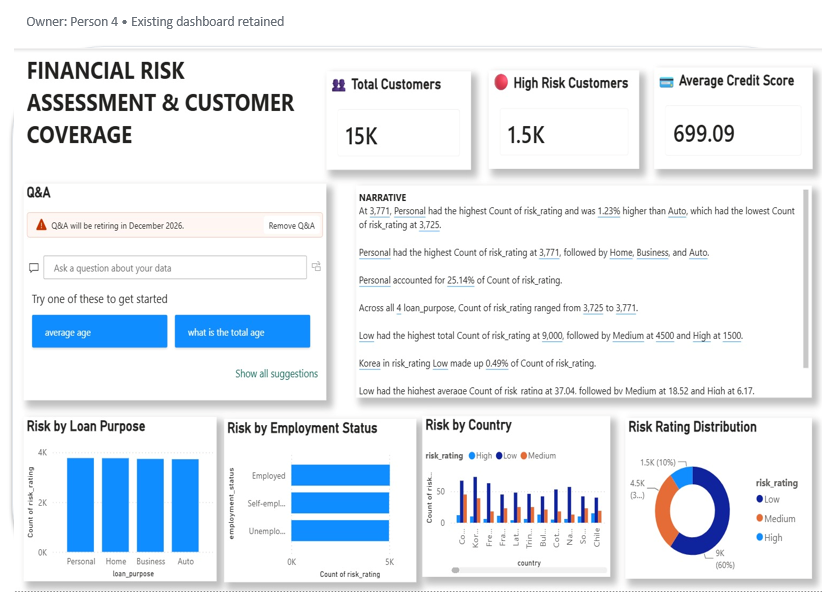 Owner: Person 4 • Existing dashboard retained
FINANCIAL RISK
ASSESSMENT & CUSTOMER
COVERAGE
Total Customers
15K
High Risk Customers
1.5K
Average Credit Score
699.09
Q&A
Q&A will be retiring in December 2026.
Remove Q&A
Ask a question about your data
Try one of these to get started
average age
what is the total age
Show all suggestions
NARRATIVE
At 3,771, Personal had the highest Count of risk_rating and was 1.23% higher than Auto, which had the lowest Count
of risk_rating at 3,725.
Personal had the highest Count of risk_rating at 3,771, followed by Home, Business, and Auto.
Personal accounted for 25.14% of Count of risk_rating.
Across all 4 loan_purpose, Count of risk_rating ranged from 3,725 to 3,771.
Low had the highest total Count of risk_rating at 9,000, followed by Medium at 4500 and High at 1500.
Korea in risk_rating Low made up 0.49% of Count of risk_rating.
Low had the highest average Count of risk_rating at 37.04, followed by Medium at 18.52 and High at 6.17.
Risk by Loan Purpose
Count of risk_rating
4K
2K
0K
Personal
Home
Business
Auto
loan_purpose
Risk by Employment Status
employment_status
Employed
Self-empl...
Unemplo...
0K
5K
Count of risk_rating
Risk by Country
risk_rating
High
Low
Medium
Count of risk...
50
0
Co...
Kor...
Fre...
Fra...
Lat...
Trin...
Bul...
Cot...
Na...
So...
Chile
country
Risk Rating Distribution
1.5K (10%)
4.5K
(3...)
9K
(60%)
risk_rating
Low
Medium
High